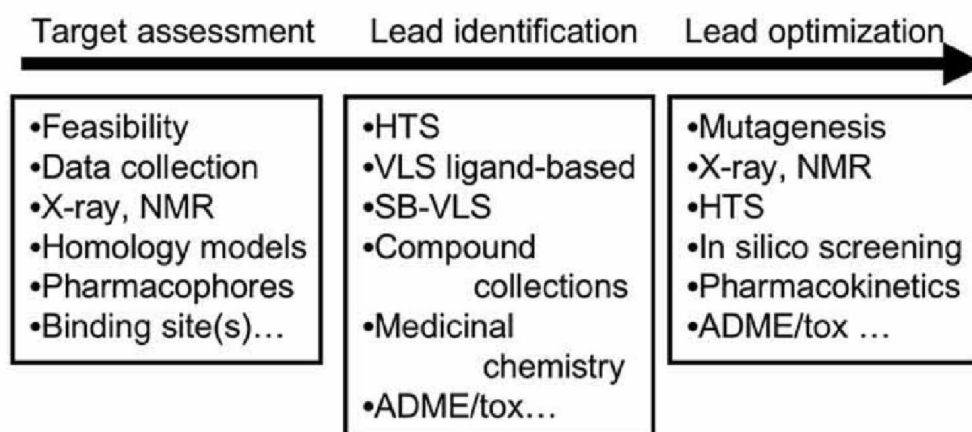 Target assessment
Lead identification
Lead optimization
•Feasibility
•Data collection
•X-ray, NMR
•Homology models
•Pharmacophores
•Binding site(s)...
•HTS
•VLS ligand-based
•SB-VLS
•Compound
collections
•Medicinal
chemistry
•ADME/tox...
•Mutagenesis
•X-ray, NMR
•HTS
•In silico screening
•Pharmacokinetics
•ADME/tox ...